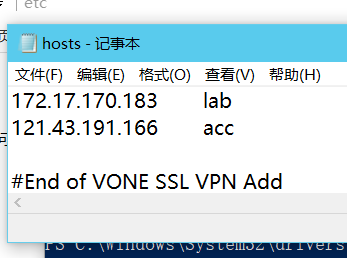 etc
hosts - 记事本
文件(F) 编辑(E) 格式(O) 查看(V) 帮助(H)
172.17.170.183 lab
121.43.191.166 acc
#End of VONE SSL VPN Add
PS C:\Windows\System32\drivers